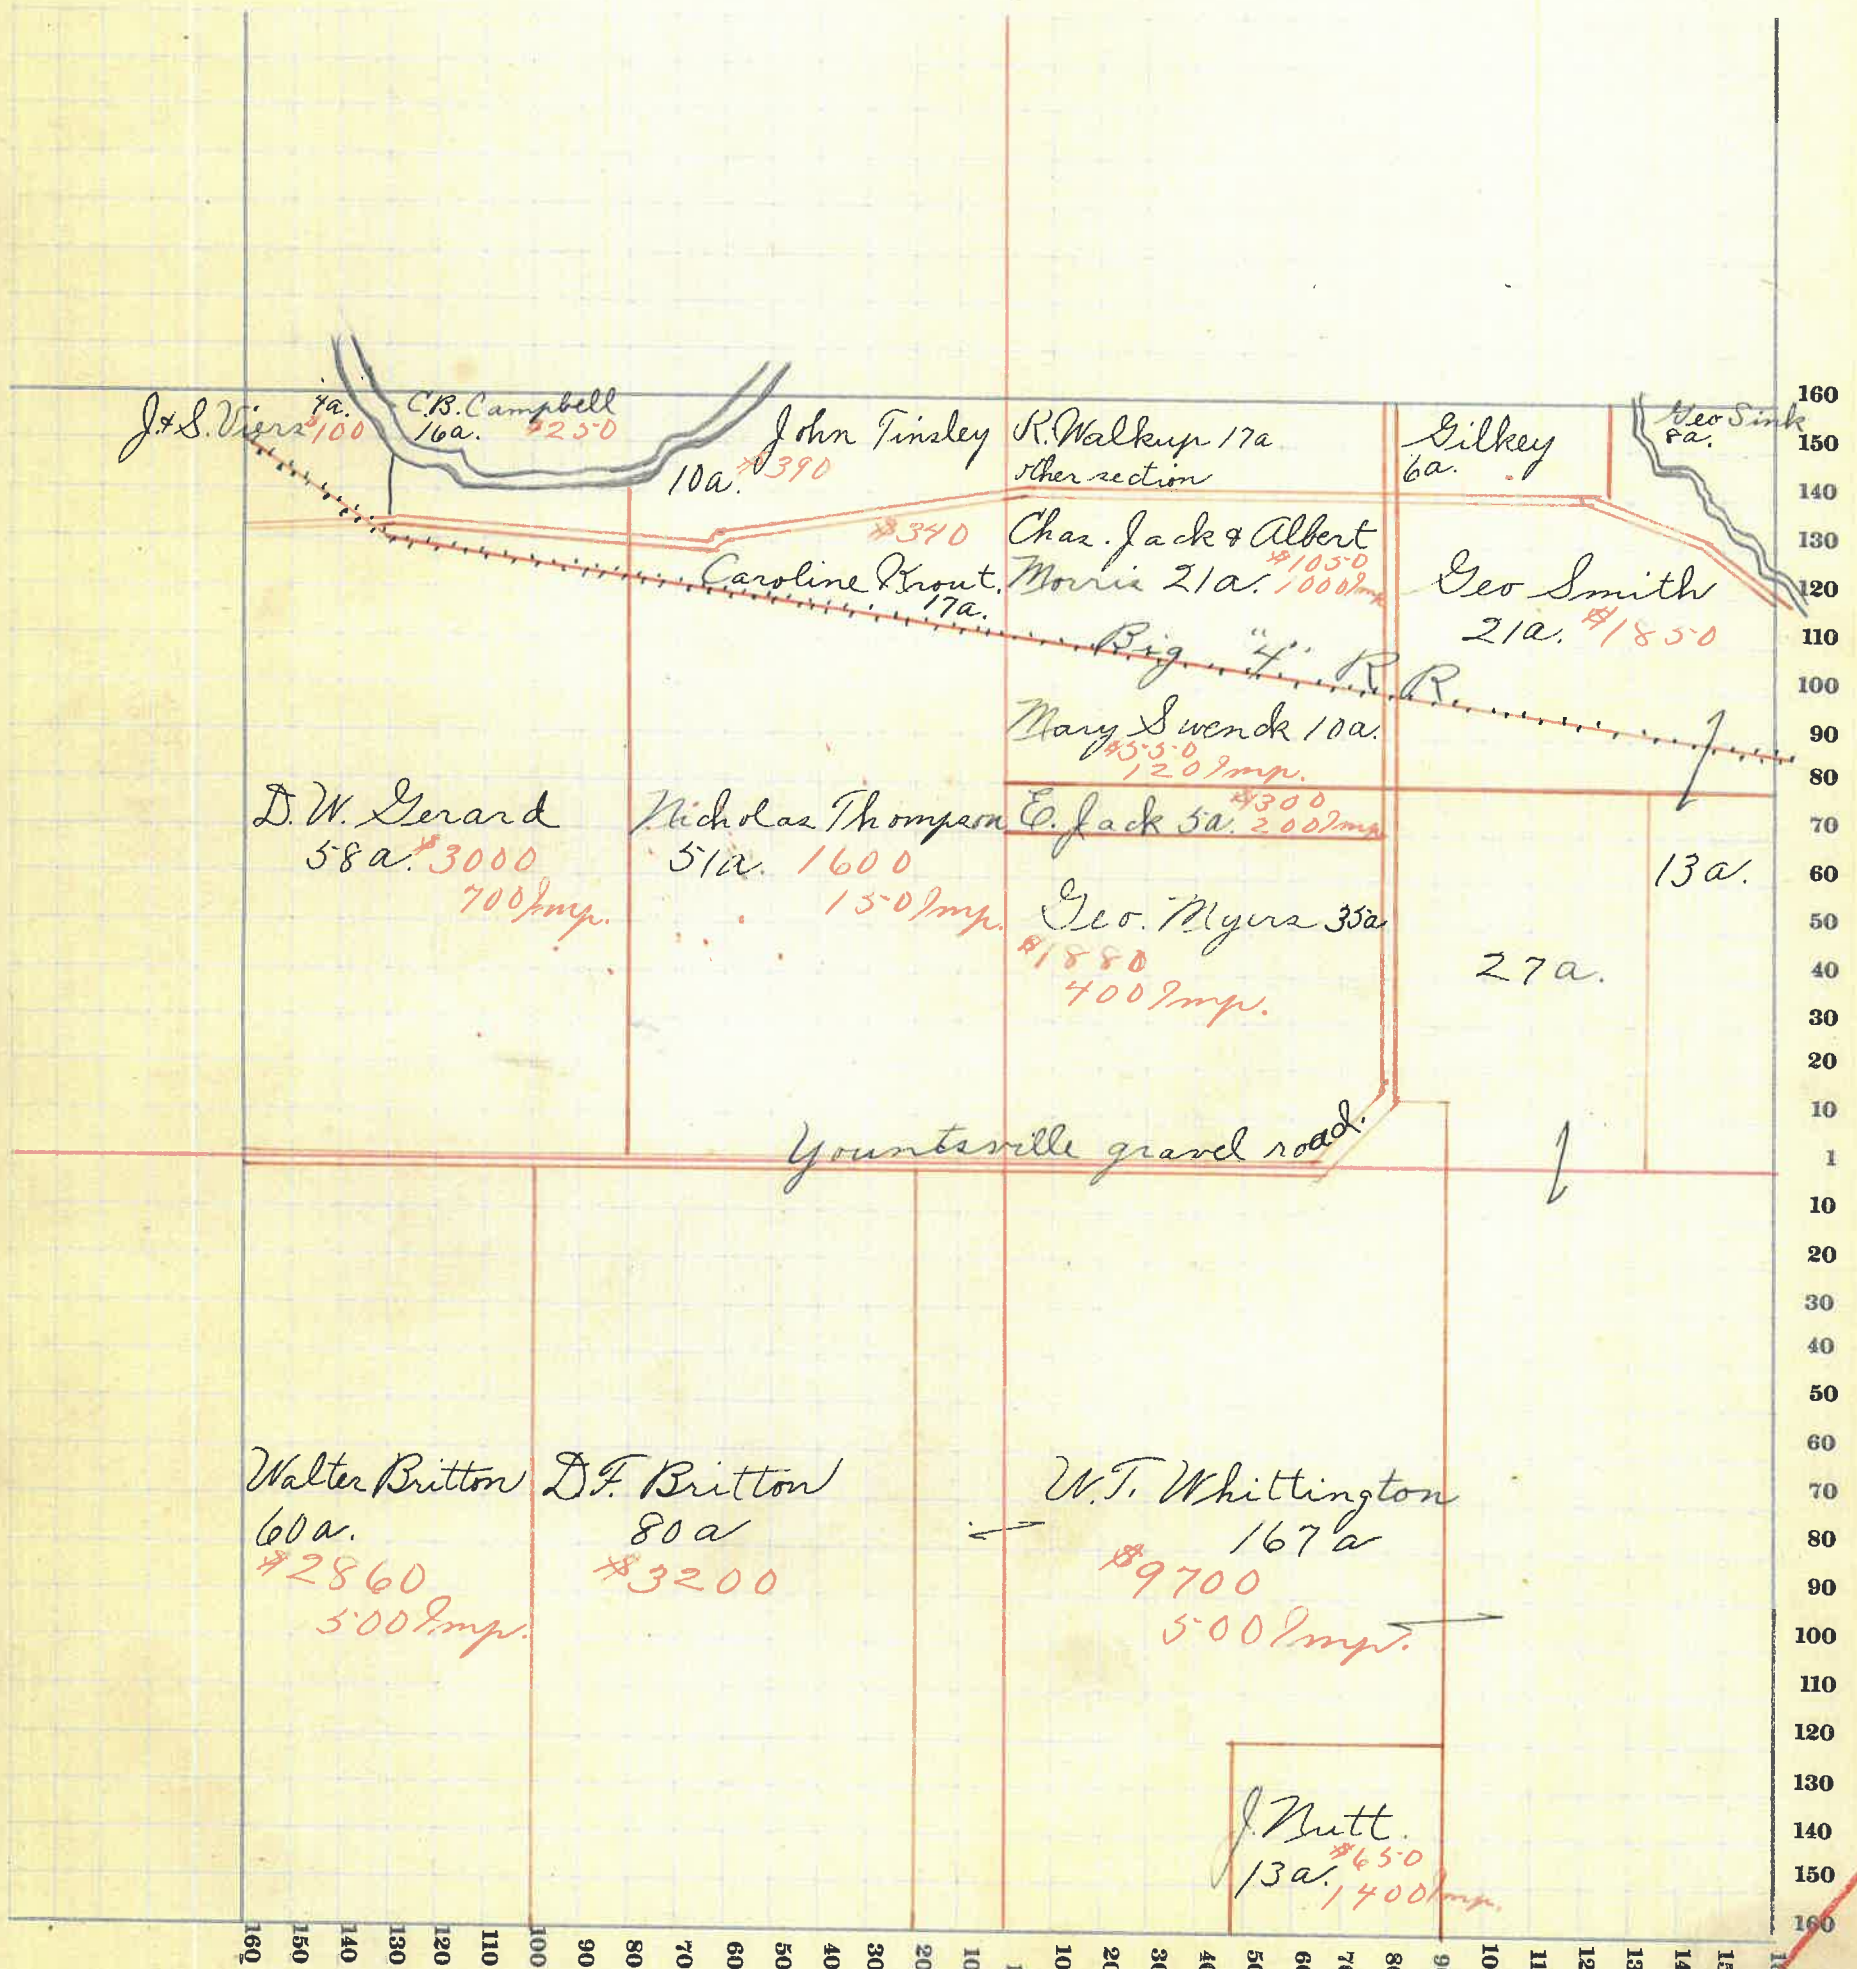 J. & S. Viers 4a. $100
C.B. Campbell
16a. $250
John Tinsley
10a. $390
R. Walkup 17a
other section
Gilkey
6a.
Geo Sink
8a.
$340
Caroline Krout.
17a.
Chas. Jack & Albert
Morris 21a. $1050
1000 Imp
Geo Smith
21a. $1850
Big "4" R R
Mary Swenck 10a.
$550
120 Imp.
D. W. Gerard
58a. $3000
700 Imp.
Nicholas Thompson
51a. 1600
150 Imp.
E. Jack 5a. $300
200 Imp
Geo. Myers 35a
$1880
400 Imp.
13a.
27a.
Yountsville gravel road.
Walter Britton
60a.
$2860
500 Imp.
D.F. Britton
80a
$3200
W.T. Whittington
167a
$9700
500 Imp.
J. Nutt.
13a. $650
1400 Imp.
160
150
140
130
120
110
100
90
80
70
60
50
40
30
20
10
1
10
20
30
40
50
60
70
80
90
100
110
120
130
140
150
160
160 150 140 130 120 110 100 90 80 70 60 50 40 30 20 10